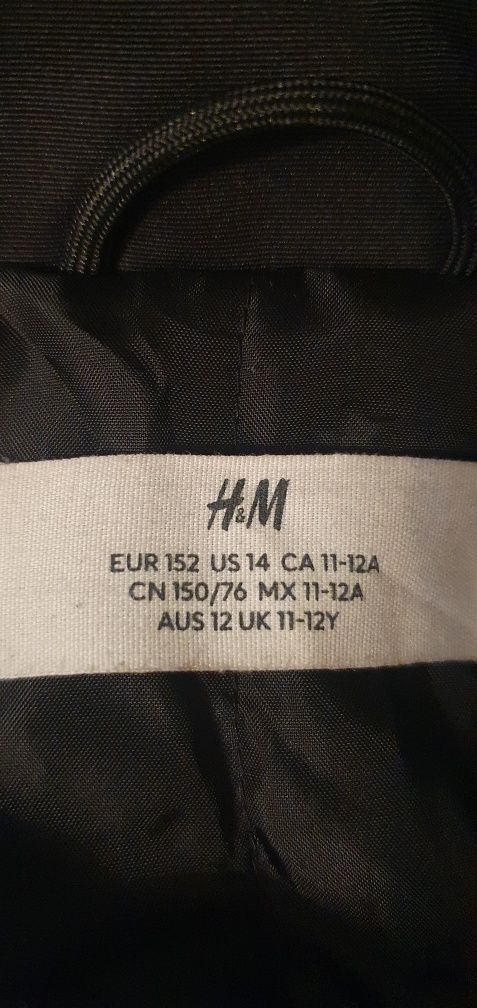 H&M
EUR 152 US 14 CA 11-12A
CN 150/76 MX 11-12A
AUS 12 UK 11-12Y